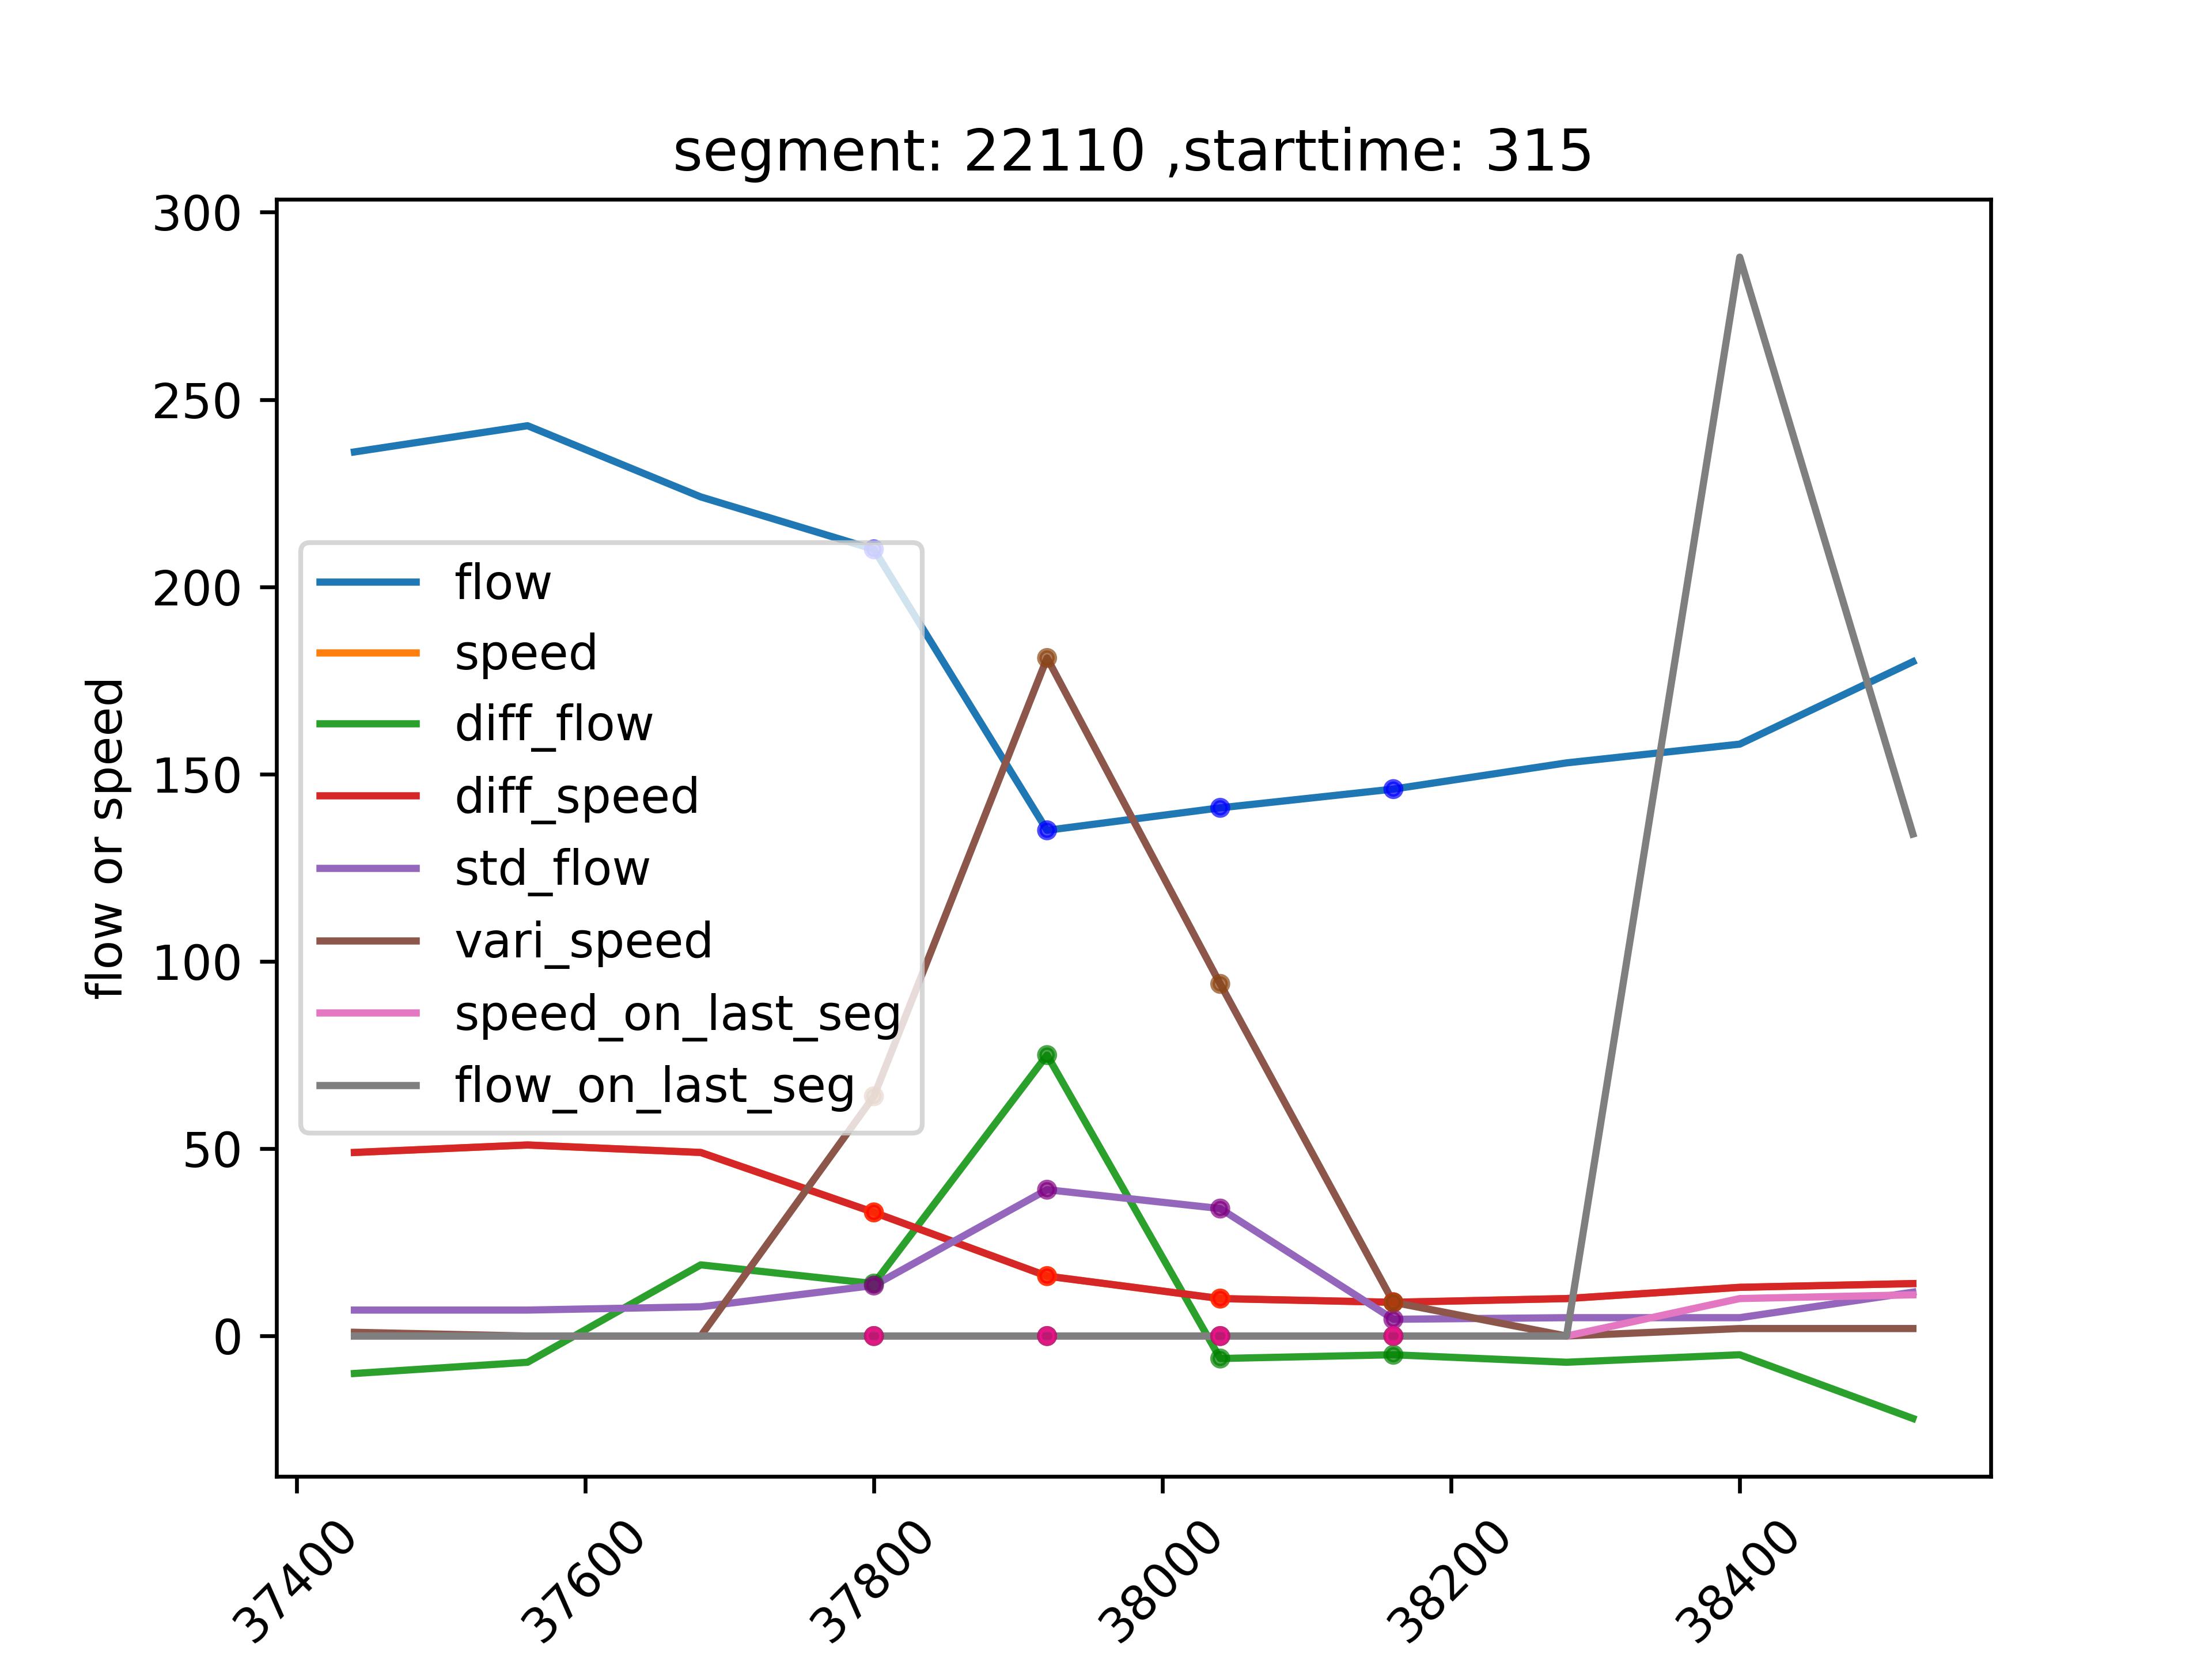 segment: 22110 ,starttime: 315
300
250
200
150
100
50
0
flow or speed
flow
speed
diff_flow
diff_speed
std_flow
vari_speed
speed_on_last_seg
flow_on_last_seg
37400
37600
37800
38000
38200
38400